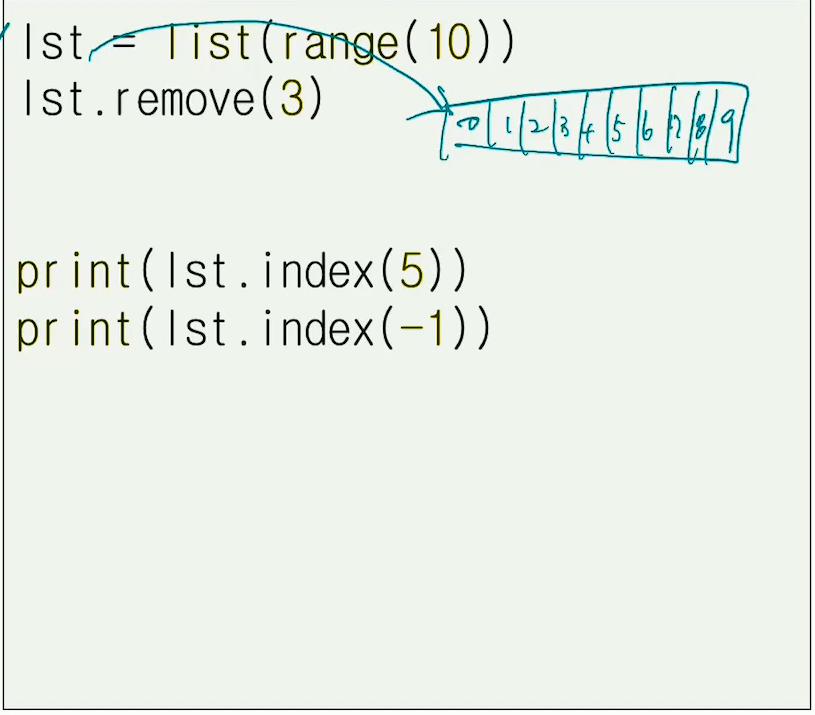 lst = list(range(10))
lst.remove(3)
0 1 2 3 4 5 6 7 8 9
print(lst.index(5))
print(lst.index(-1))